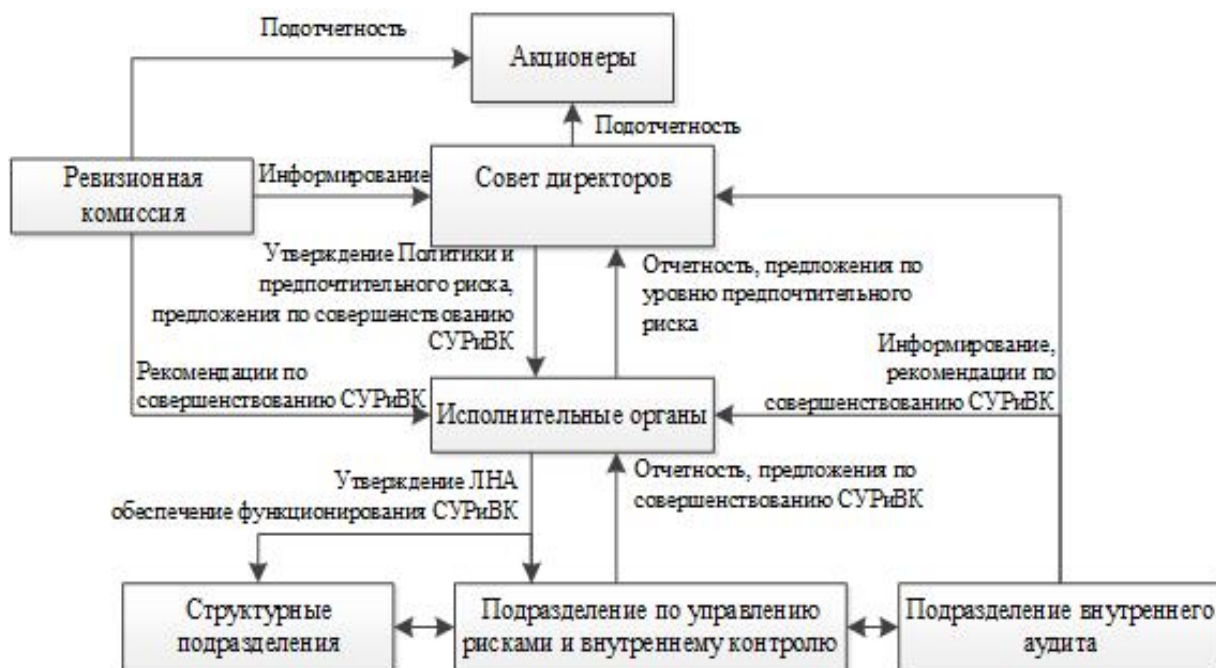 Подотчетность
Акционеры
Подотчетность
Ревизионная
комиссия
Информирование
Совет директоров
Утверждение Политики и
предпочтительного риска,
предложения по совершенствованию
СУРиВК
Отчетность, предложения по
уровню предпочтительного
риска
Рекомендации по
совершенствованию СУРиВК
Информирование,
рекомендации по
совершенствованию СУРиВК
Исполнительные органы
Утверждение ЛНА
обеспечение функционирования СУРиВК
Отчетность, предложения по
совершенствованию СУРиВК
Структурные
подразделения
Подразделение по управлению
рисками и внутреннему контролю
Подразделение внутреннего
аудита